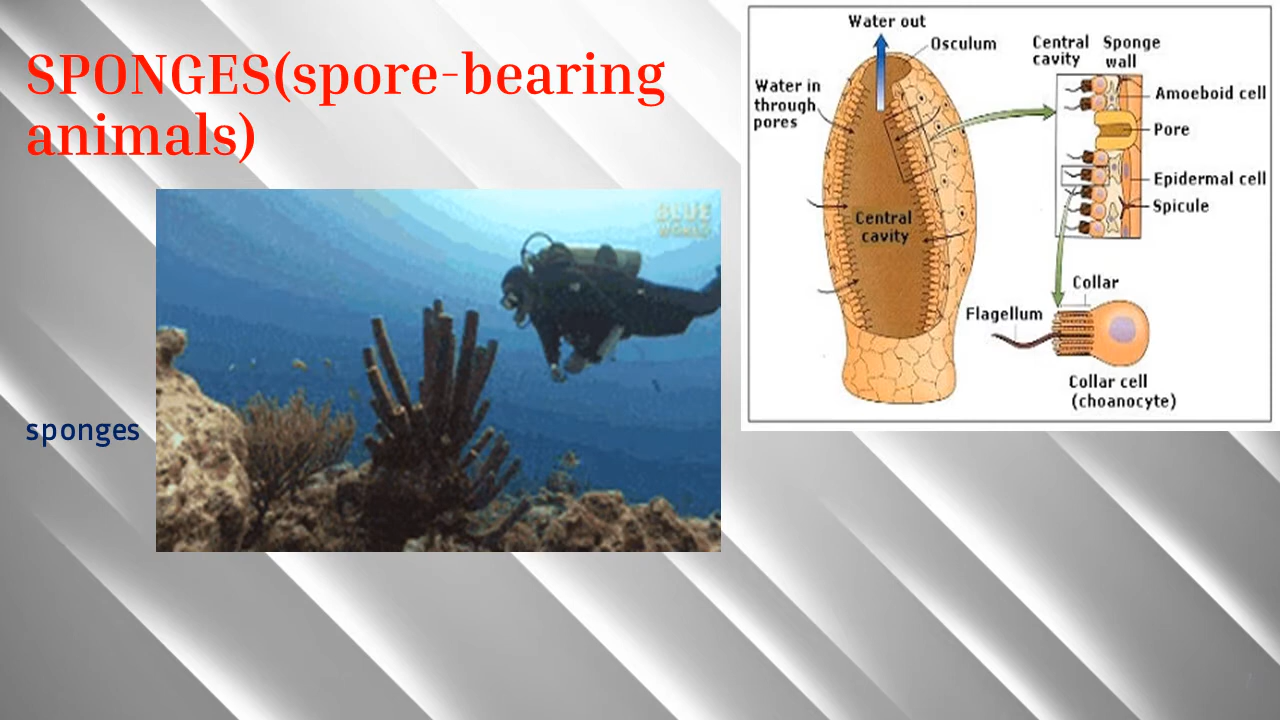 SPONGES(spore-bearing
animals)
sponges
BLUE
WORLD
Water out
Osculum
Water in
through
pores
Central
cavity
Central
cavity
Sponge
wall
Amoeboid cell
Pore
Epidermal cell
Spicule
Collar
Flagellum
Collar cell
(choanocyte)